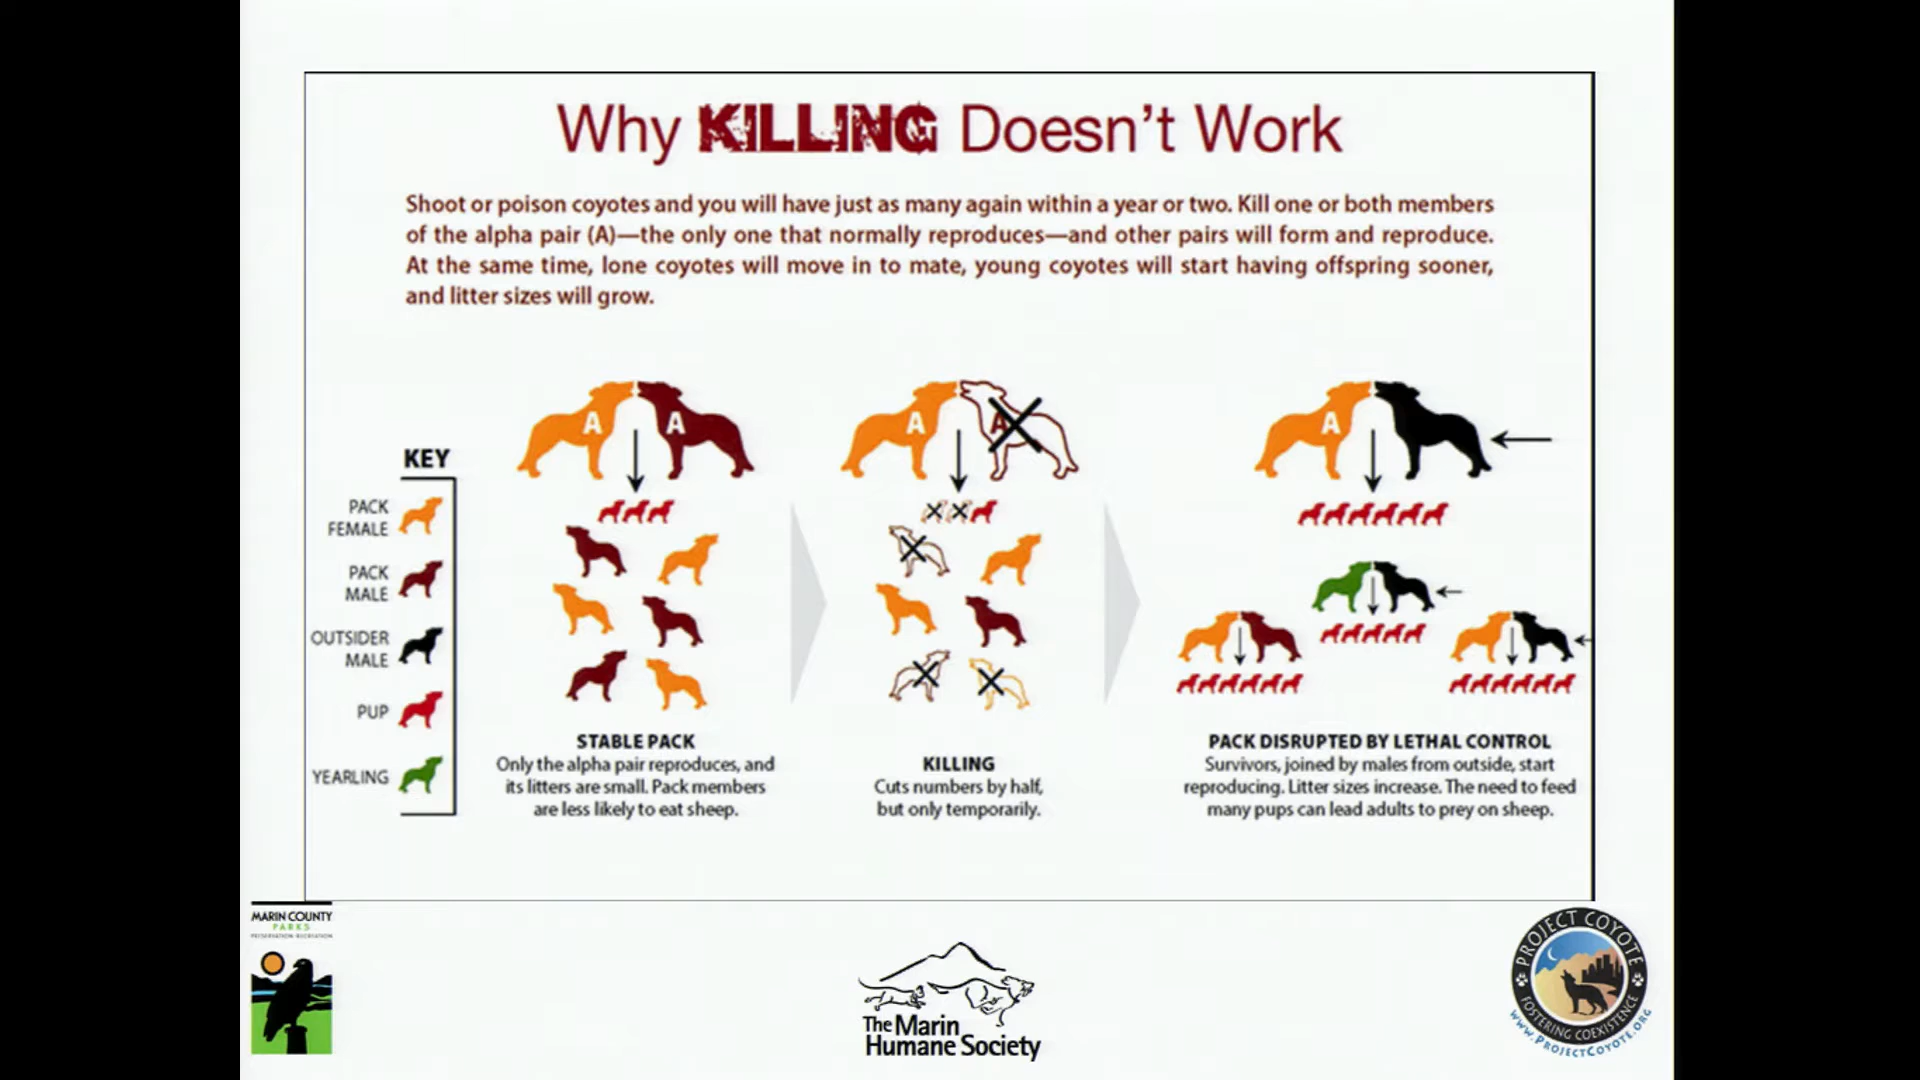 Why KILLING Doesn't Work
Shoot or poison coyotes and you will have just as many again within a year or two. Kill one or both members
of the alpha pair (A)—the only one that normally reproduces—and other pairs will form and reproduce.
At the same time, lone coyotes will move in to mate, young coyotes will start having offspring sooner,
and litter sizes will grow.
KEY
PACK
FEMALE
PACK
MALE
OUTSIDER
MALE
PUP
YEARLING
A A
A A
A
STABLE PACK
Only the alpha pair reproduces, and
its litters are small. Pack members
are less likely to eat sheep.
KILLING
Cuts numbers by half,
but only temporarily.
PACK DISRUPTED BY LETHAL CONTROL
Survivors, joined by males from outside, start
reproducing. Litter sizes increase. The need to feed
many pups can lead adults to prey on sheep.
MARIN COUNTY
PARKS
PRESERVATION RECREATION
The Marin
Humane Society
PROJECT COYOTE
FOSTERING COEXISTENCE
www.ProjectCoyote.org